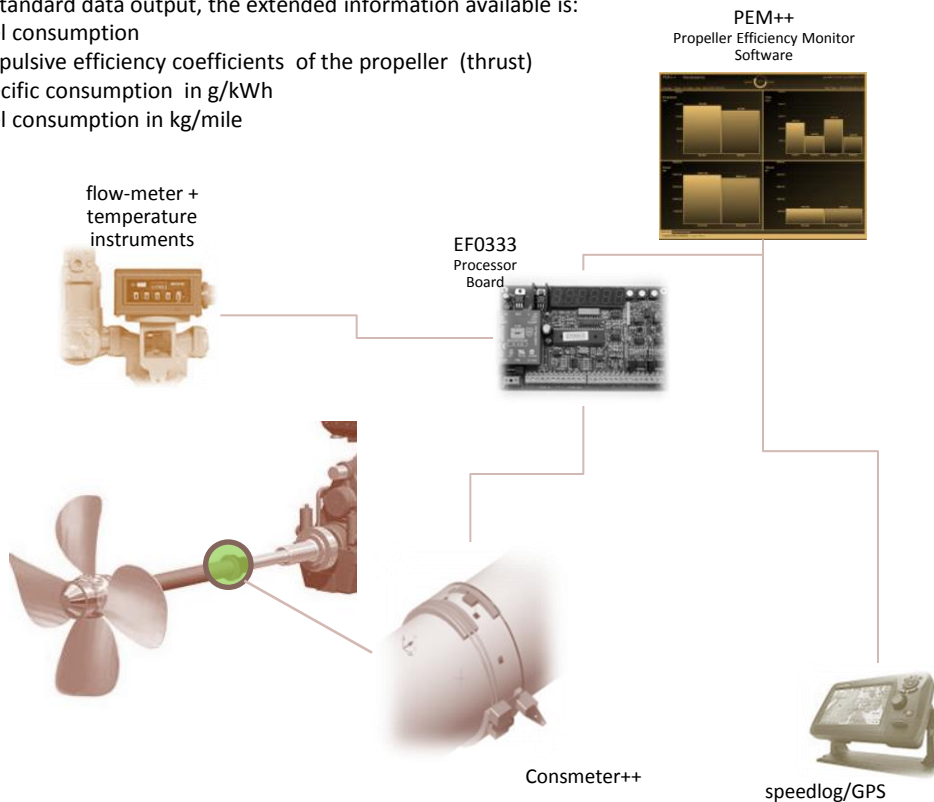 tandard data output, the extended information available is:
l consumption
pulsive efficiency coefficients of the propeller (thrust)
cific consumption in g/kWh
l consumption in kg/mile
PEM++
Propeller Efficiency Monitor
Software
flow-meter +
temperature
instruments
EF0333
Processor
Board
Consmeter++
speedlog/GPS